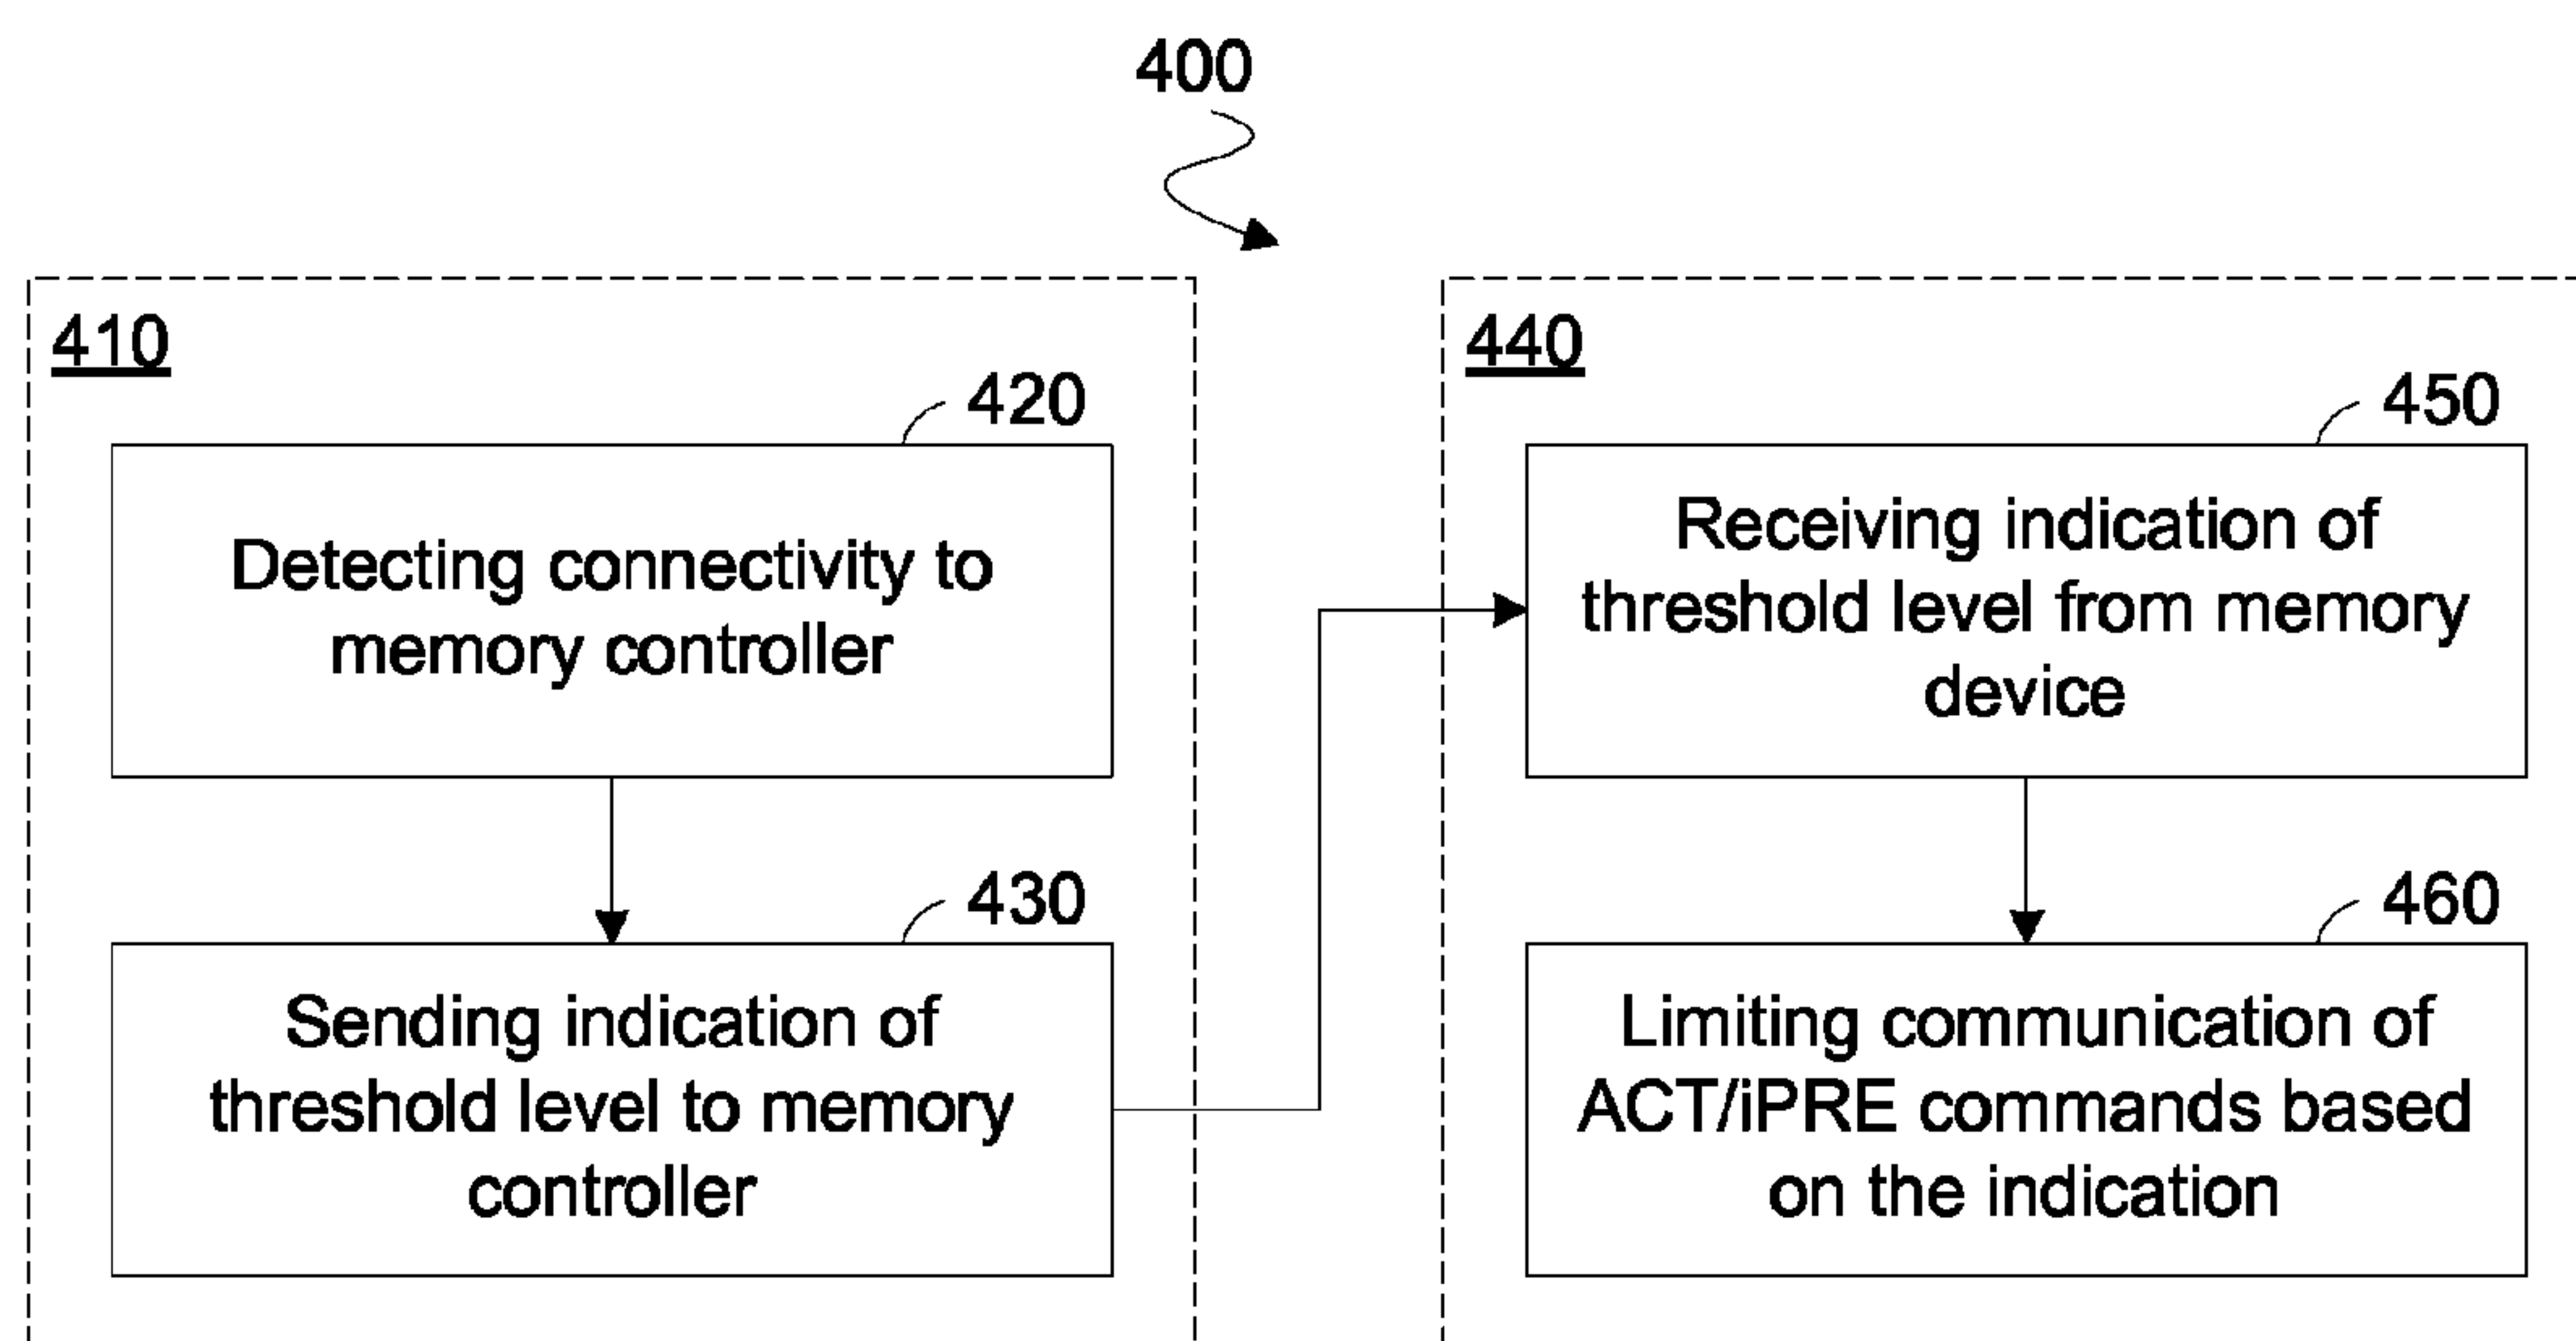 400
410
420
Detecting connectivity to
memory controller
430
Sending indication of
threshold level to memory
controller
440
450
Receiving indication of
threshold level from memory
device
460
Limiting communication of
ACT/iPRE commands based
on the indication